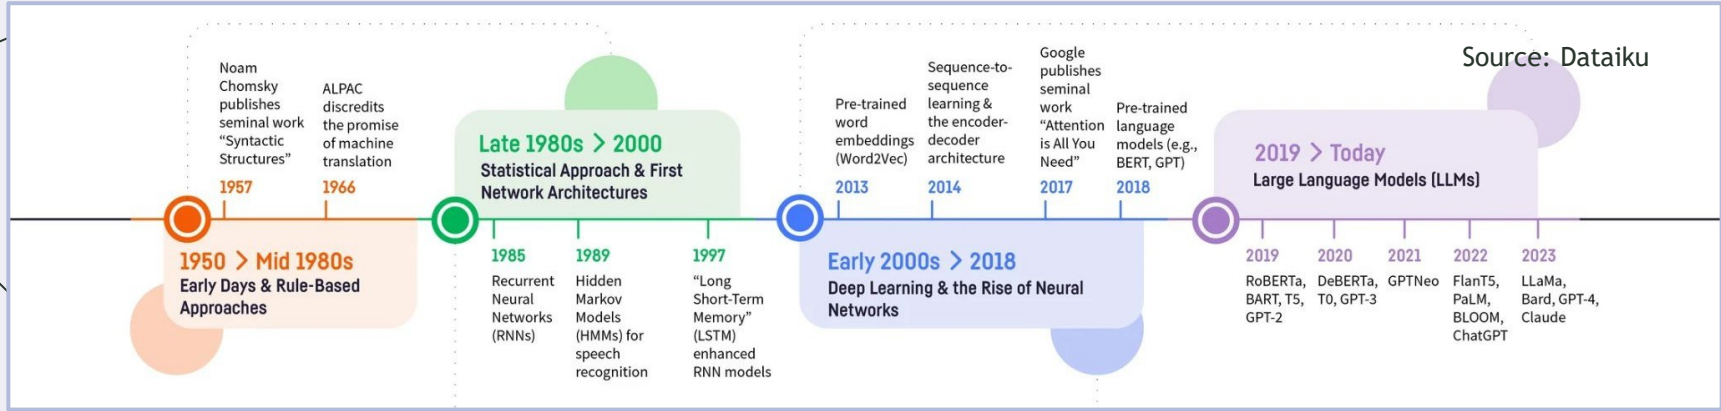 Source: Dataiku
Noam
Chomsky
publishes
seminal work
“Syntactic
Structures”
1957
ALPAC
discredits
the promise
of machine
translation
1966
1950 > Mid 1980s
Early Days & Rule-Based
Approaches
Late 1980s > 2000
Statistical Approach & First
Network Architectures
1985
Recurrent
Neural
Networks
(RNNs)
1989
Hidden
Markov
Models
(HMMs) for
speech
recognition
1997
“Long
Short-Term
Memory”
(LSTM)
enhanced
RNN models
Pre-trained
word
embeddings
(Word2Vec)
2013
Sequence-to-
sequence
learning &
the encoder-
decoder
architecture
2014
Google
publishes
seminal
work
“Attention
is All You
Need”
2017
Pre-trained
language
models (e.g.,
BERT, GPT)
2018
Early 2000s > 2018
Deep Learning & the Rise of Neural
Networks
2019 > Today
Large Language Models (LLMs)
2019
RoBERTa,
BART, T5,
GPT-2
2020
DeBERTa,
T0, GPT-3
2021
GPTNeo
2022
FlanT5,
PaLM,
BLOOM,
ChatGPT
2023
LLaMa,
Bard, GPT-4,
Claude